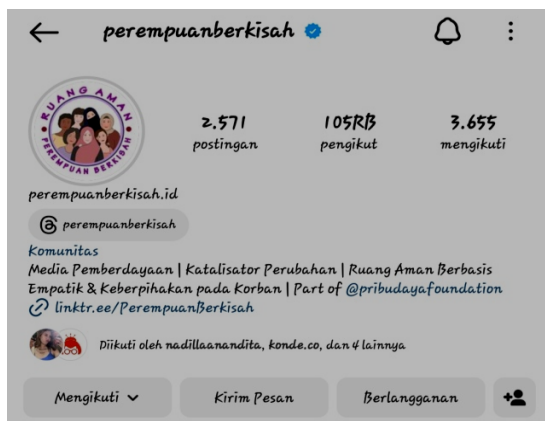 perempuanberkisah
RUANG AMAN
PEREMPUAN BERKISAH
2.571 105RB 3.655
postingan pengikut mengikuti
perempuanberkisah.id
perempuanberkisah
Komunitas
Media Pemberdayaan | Katalisator Perubahan | Ruang Aman Berbasis
Empatik & Keberpihakan pada Korban | Part of @pribudayafoundation
linktr.ee/PerempuanBerkisah
Diikuti oleh nadillaanandita, konde.co, dan 4 lainnya
Mengikuti Kirim Pesan Berlangganan